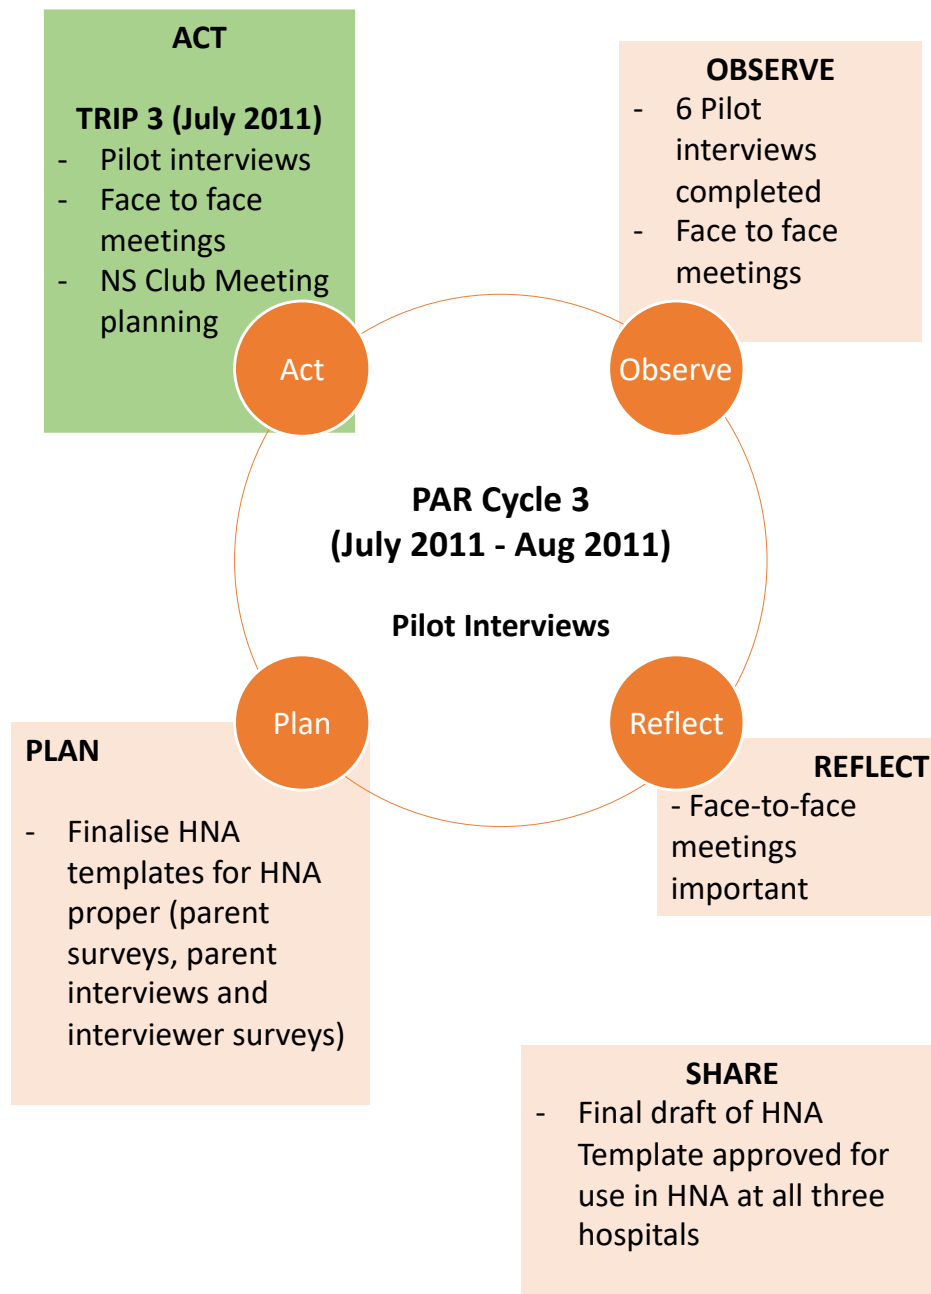 ACT
TRIP 3 (July 2011)
- Pilot interviews
- Face to face
meetings
- NS Club Meeting
planning
Act
OBSERVE
- 6 Pilot
interviews
completed
- Face to face
meetings
Observe
PAR Cycle 3
(July 2011 - Aug 2011)
Pilot Interviews
Plan
PLAN
- Finalise HNA
templates for HNA
proper (parent
surveys, parent
interviews and
interviewer surveys)
Reflect
REFLECT
- Face-to-face
meetings
important
SHARE
- Final draft of HNA
Template approved for
use in HNA at all three
hospitals